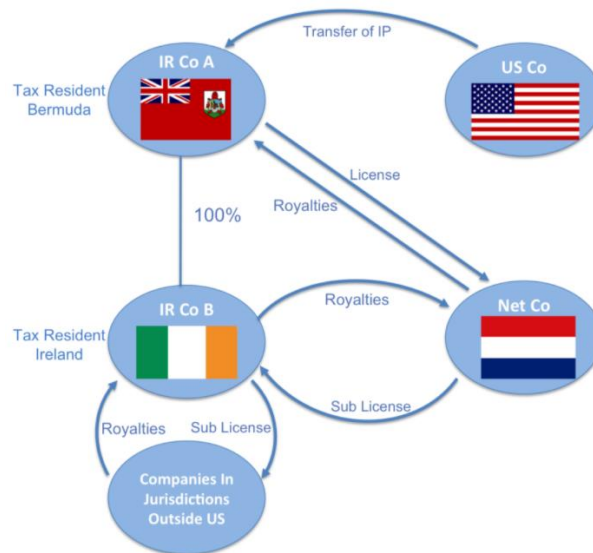 Transfer of IP
IR Co A
US Co
Tax Resident
Bermuda
License
Royalties
100%
IR Co B
Royalties
Net Co
Tax Resident
Ireland
Sub License
Royalties
Sub License
Companies In
Jurisdictions
Outside US